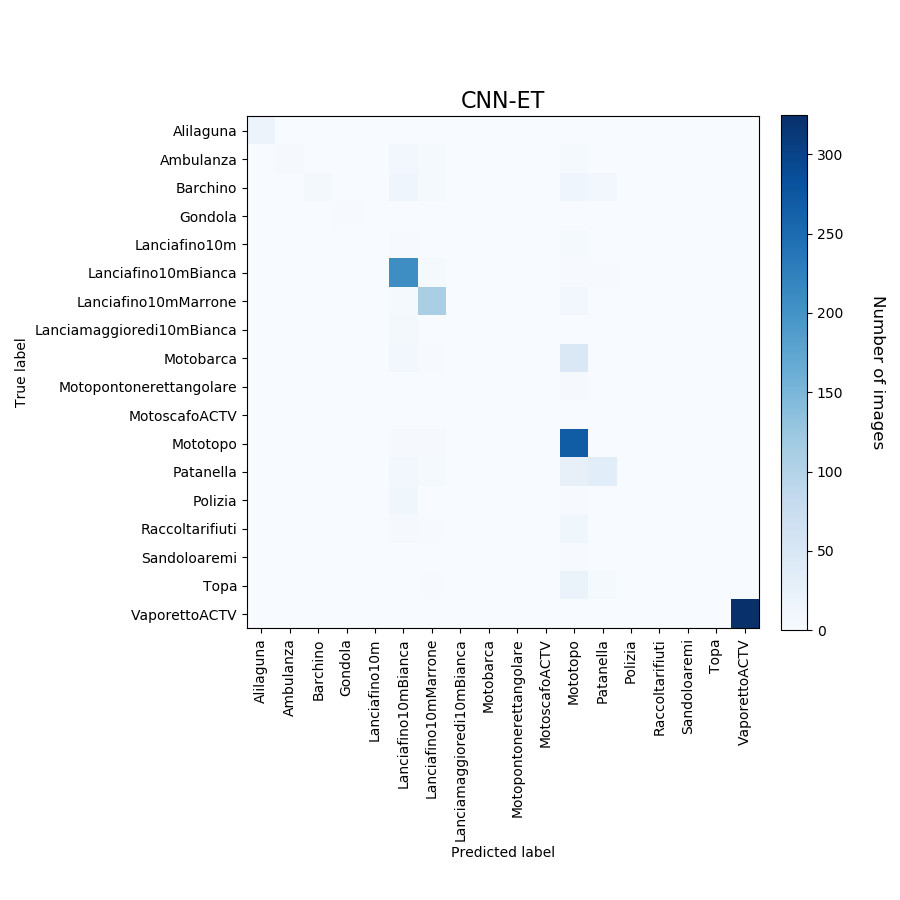 CNN-ET
True label
Alilaguna
Ambulanza
Barchino
Gondola
Lanciafino10m
Lanciafino10mBianca
Lanciafino10mMarrone
Lanciamaggioredi10mBianca
Motobarca
Motopontonerettangolare
MotoscafoACTV
Mototopo
Patanella
Polizia
Raccoltarifiuti
Sandoloaremi
Topa
VaporettoACTV
Alilaguna
Ambulanza
Barchino
Gondola
Lanciafino10m
Lanciafino10mBianca
Lanciafino10mMarrone
Lanciamaggioredi10mBianca
Motobarca
Motopontonerettangolare
MotoscafoACTV
Mototopo
Patanella
Polizia
Raccoltarifiuti
Sandoloaremi
Topa
VaporettoACTV
Predicted label
300
250
200
150
100
50
0
Number of images